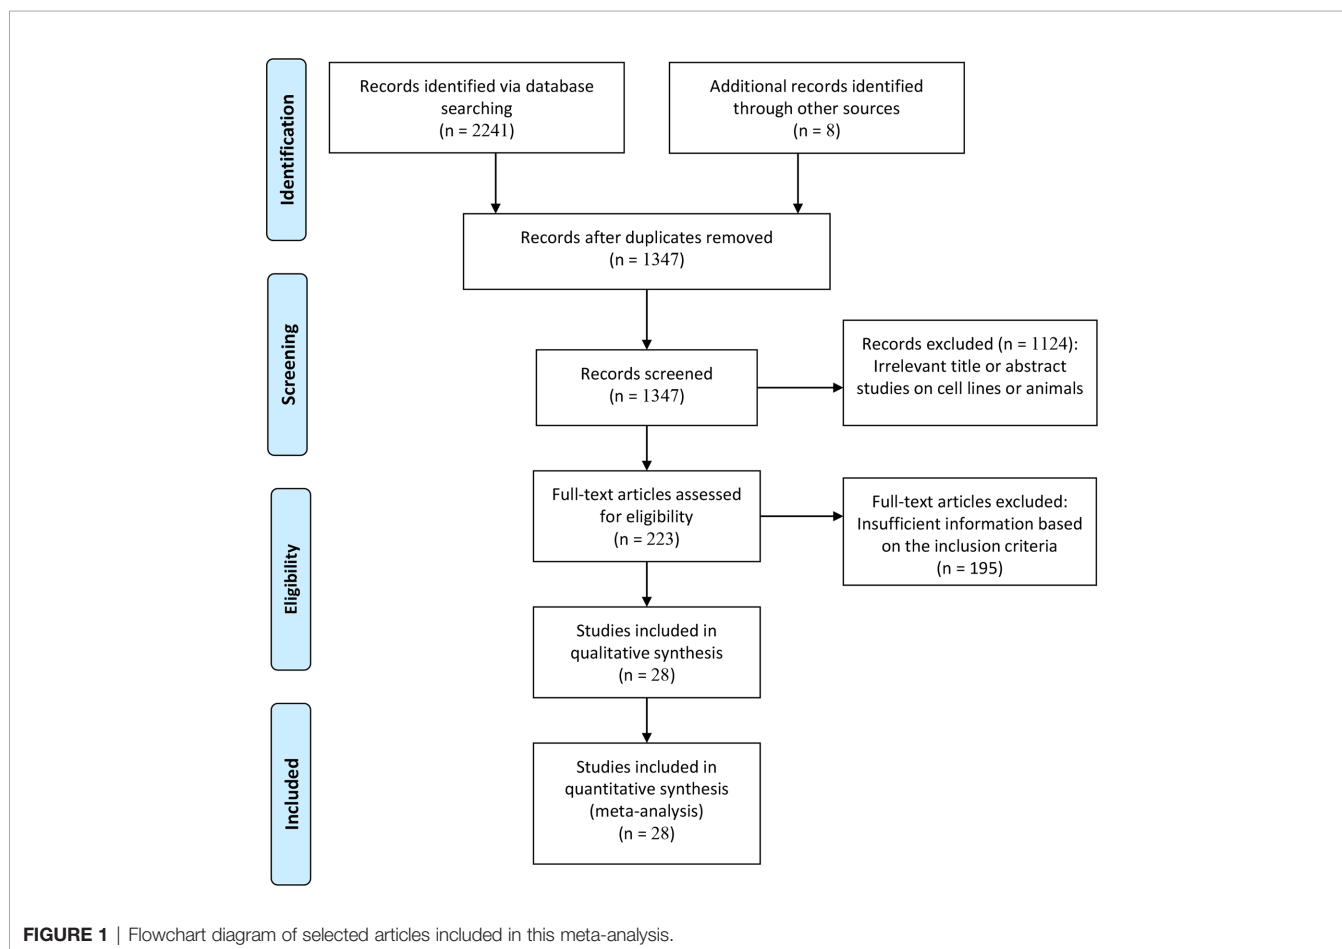 Identification
Records identified via database
searching
(n = 2241)
Additional records identified
through other sources
(n = 8)
Records after duplicates removed
(n = 1347)
Screening
Records screened
(n = 1347)
Records excluded (n = 1124):
Irrelevant title or abstract
studies on cell lines or animals
Eligibility
Full-text articles assessed
for eligibility
(n = 223)
Full-text articles excluded:
Insufficient information based
on the inclusion criteria
(n = 195)
Studies included in
qualitative synthesis
(n = 28)
Included
Studies included in
quantitative synthesis
(meta-analysis)
(n = 28)
FIGURE 1 | Flowchart diagram of selected articles included in this meta-analysis.